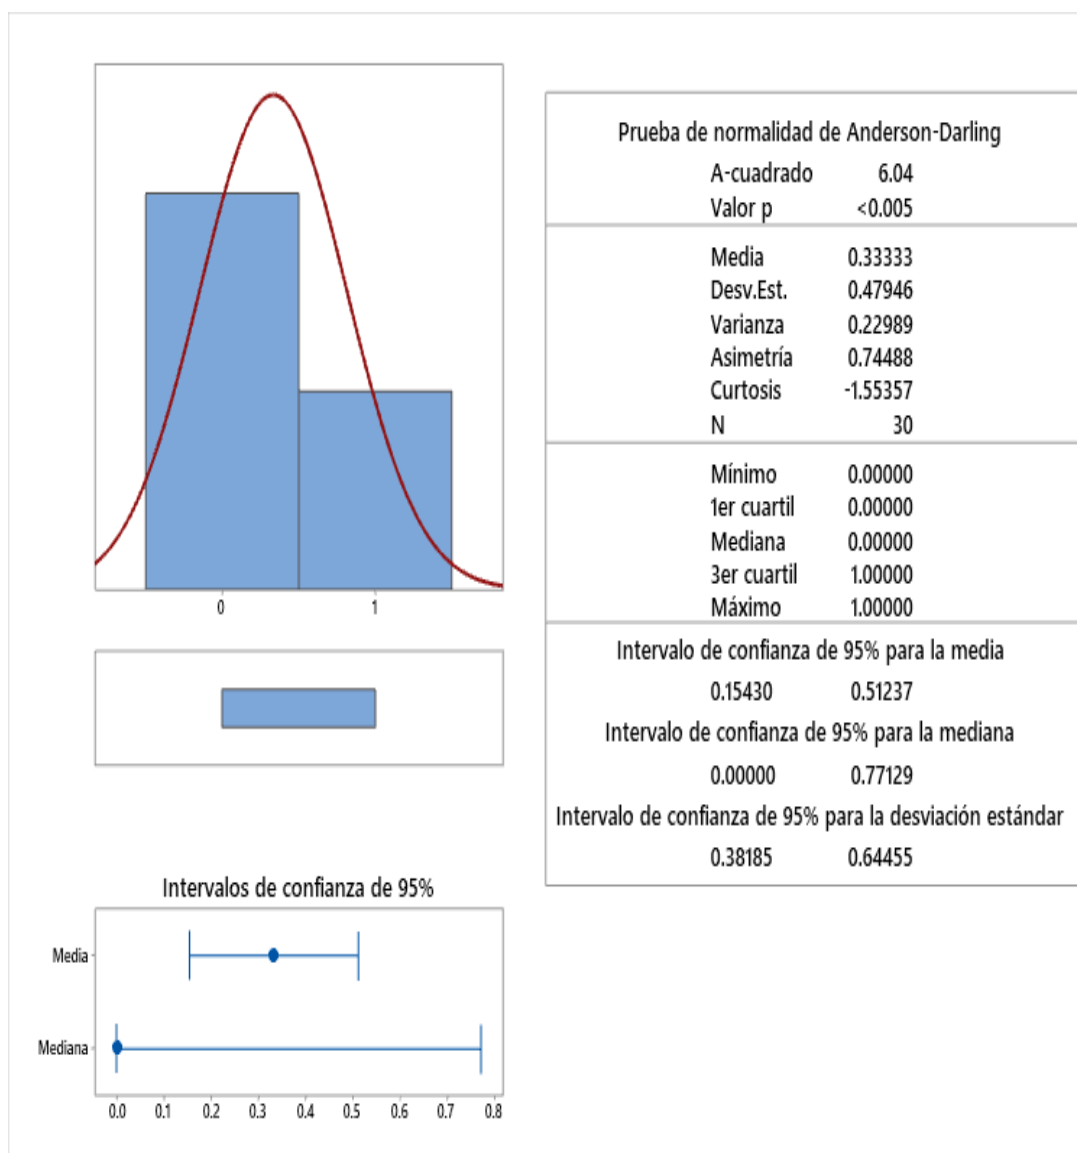 0 1
Intervalos de confianza de 95%
Media
Mediana
0.0 0.1 0.2 0.3 0.4 0.5 0.6 0.7 0.8
Prueba de normalidad de Anderson-Darling
A-cuadrado 6.04
Valor p <0.005
Media 0.33333
Desv.Est. 0.47946
Varianza 0.22989
Asimetría 0.74488
Curtosis -1.55357
N 30
Mínimo 0.00000
1er cuartil 0.00000
Mediana 0.00000
3er cuartil 1.00000
Máximo 1.00000
Intervalo de confianza de 95% para la media
0.15430 0.51237
Intervalo de confianza de 95% para la mediana
0.00000 0.77129
Intervalo de confianza de 95% para la desviación estándar
0.38185 0.64455